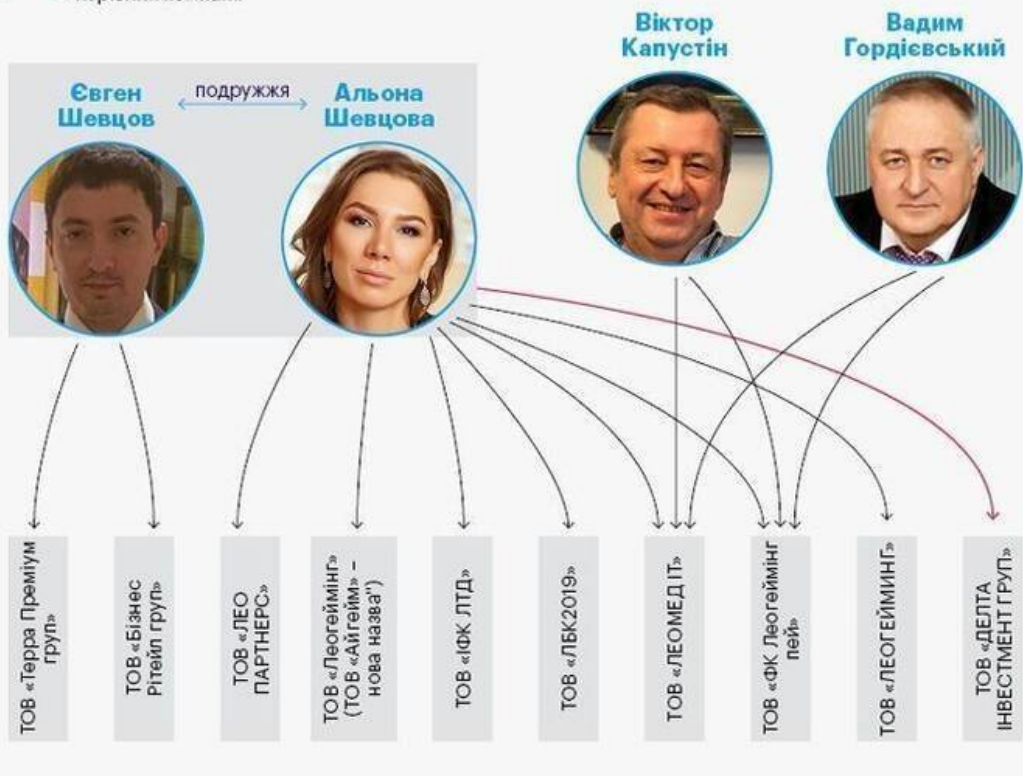 Віктор
Капустін
Вадим
Гордієвський
Євген
Шевцов
подружжя
Альона
Шевцова
ТОВ «Терра Преміум
груп»
ТОВ «Бізнес
Рітейл груп»
ТОВ «ЛЕО
ПАРТНЕРС»
ТОВ «Леогеймінг»
(ТОВ «Айгейм» –
нова назва")
ТОВ «ІФК ЛТД»
ТОВ «ЛБК2019»
ТОВ «ЛЕОМЕД ІТ»
ТОВ «ФК Леогеймінг
пей»
ТОВ «ЛЕОГЕЙМИНГ»
ТОВ «ДЕЛТА
ІНВЕСТМЕНТ ГРУП»